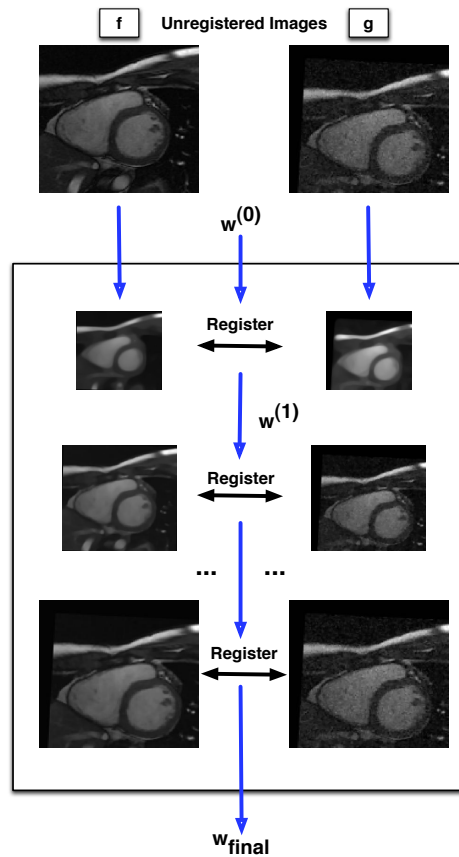 f Unregistered Images g
w(0)
Register
w(1)
Register
... ...
Register
wfinal